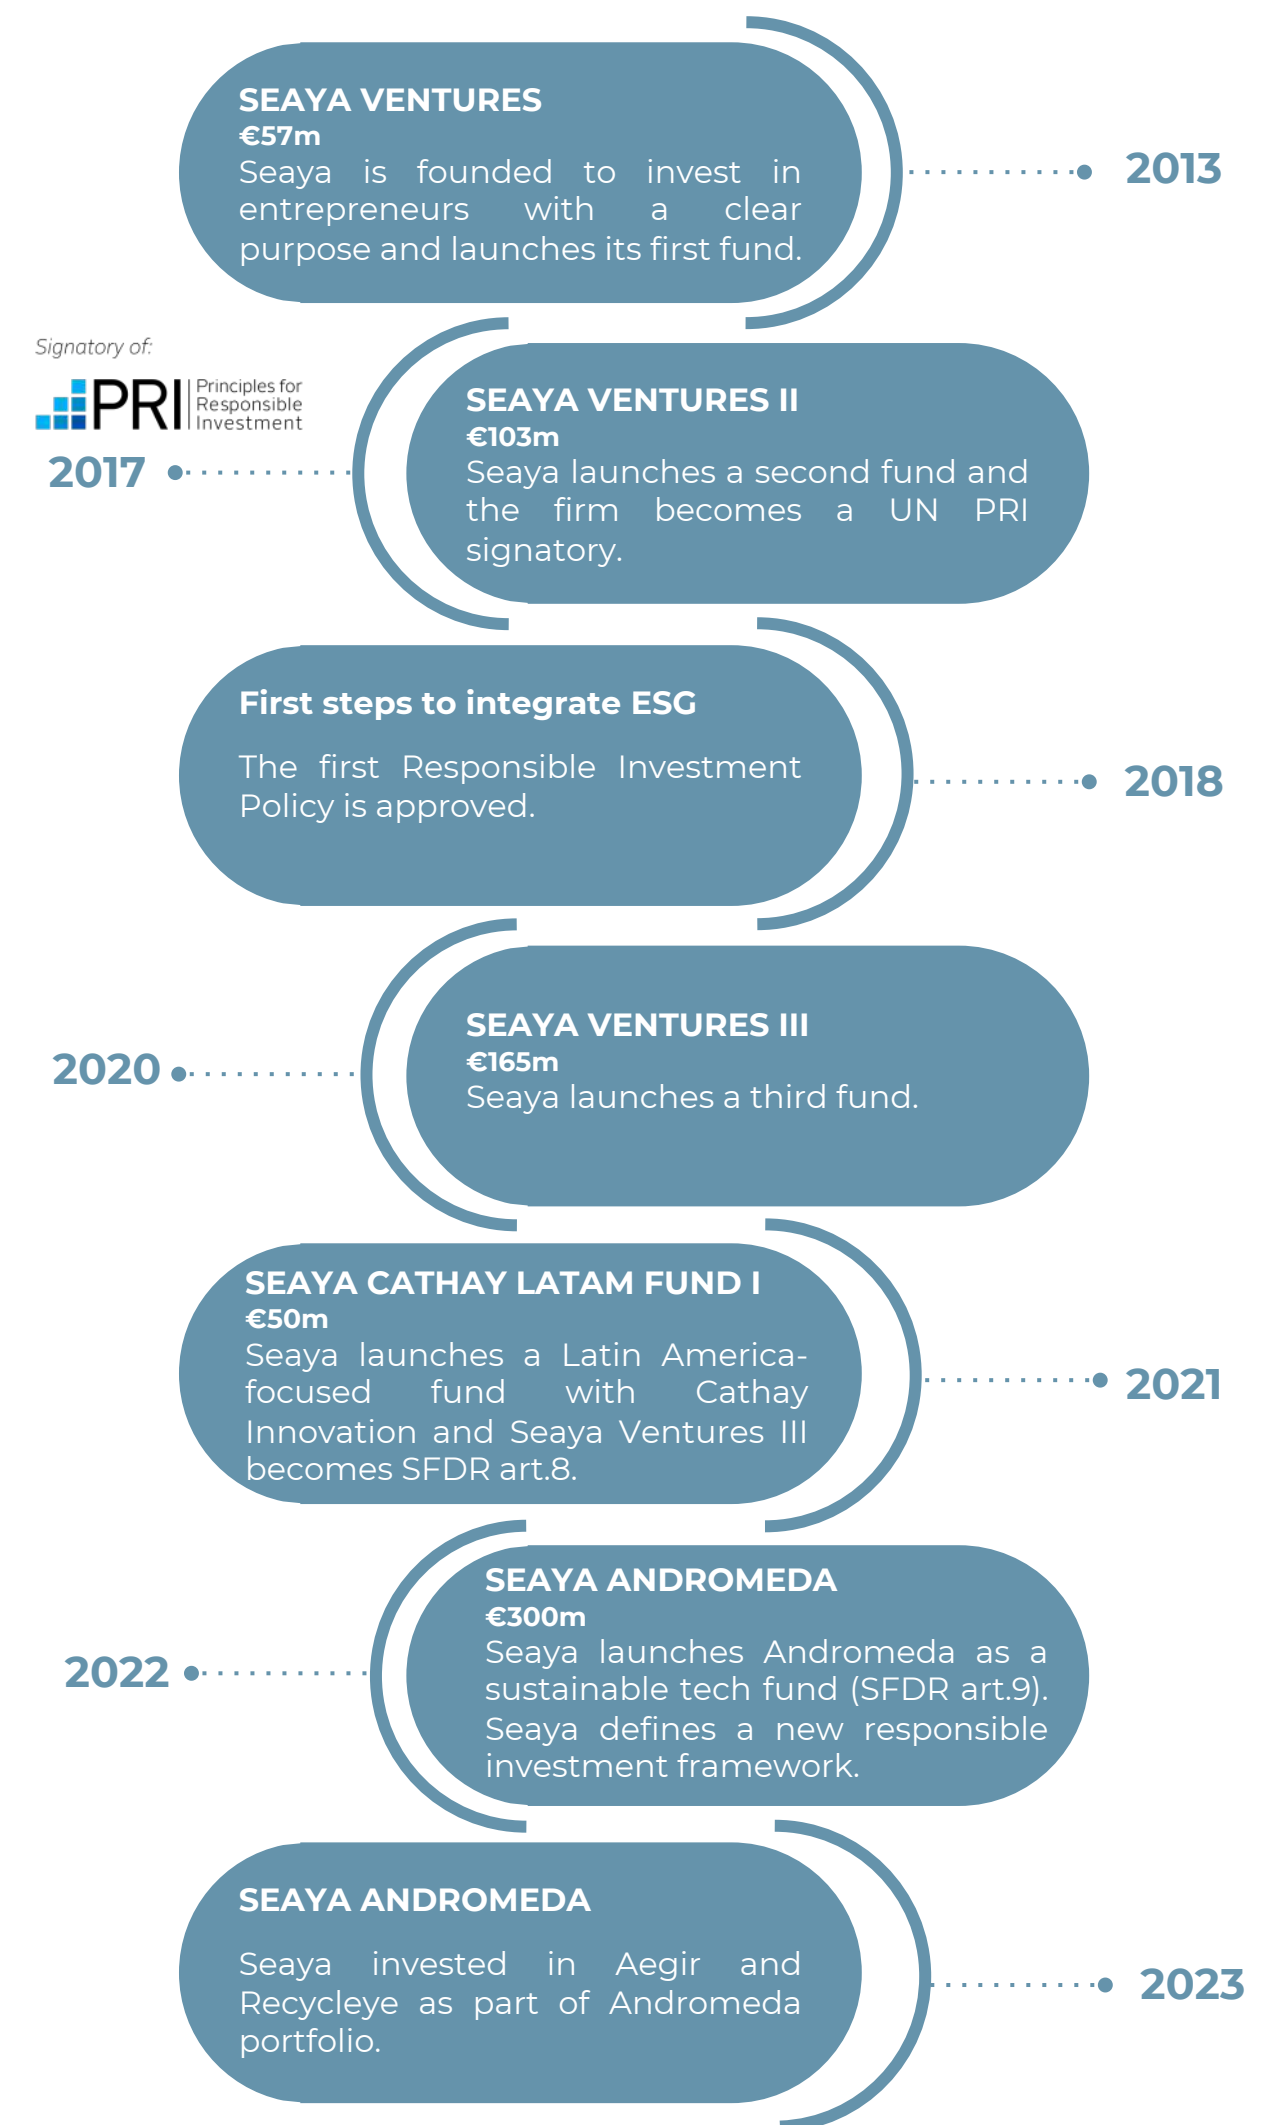 SEAYA VENTURES
€57m
Seaya is founded to invest in
entrepreneurs with a clear
purpose and launches its first fund.
2013
Signatory of:
PRI Principles for
Responsible
Investment
2017
SEAYA VENTURES II
€103m
Seaya launches a second fund and
the firm becomes a UN PRI
signatory.
First steps to integrate ESG
The first Responsible Investment
Policy is approved.
2018
2020
SEAYA VENTURES III
€165m
Seaya launches a third fund.
SEAYA CATHAY LATAM FUND I
€50m
Seaya launches a Latin America-
focused fund with Cathay
Innovation and Seaya Ventures III
becomes SFDR art.8.
2021
2022
SEAYA ANDROMEDA
€300m
Seaya launches Andromeda as a
sustainable tech fund (SFDR art.9).
Seaya defines a new responsible
investment framework.
SEAYA ANDROMEDA
Seaya invested in Aegir and
Recycleye as part of Andromeda
portfolio.
2023